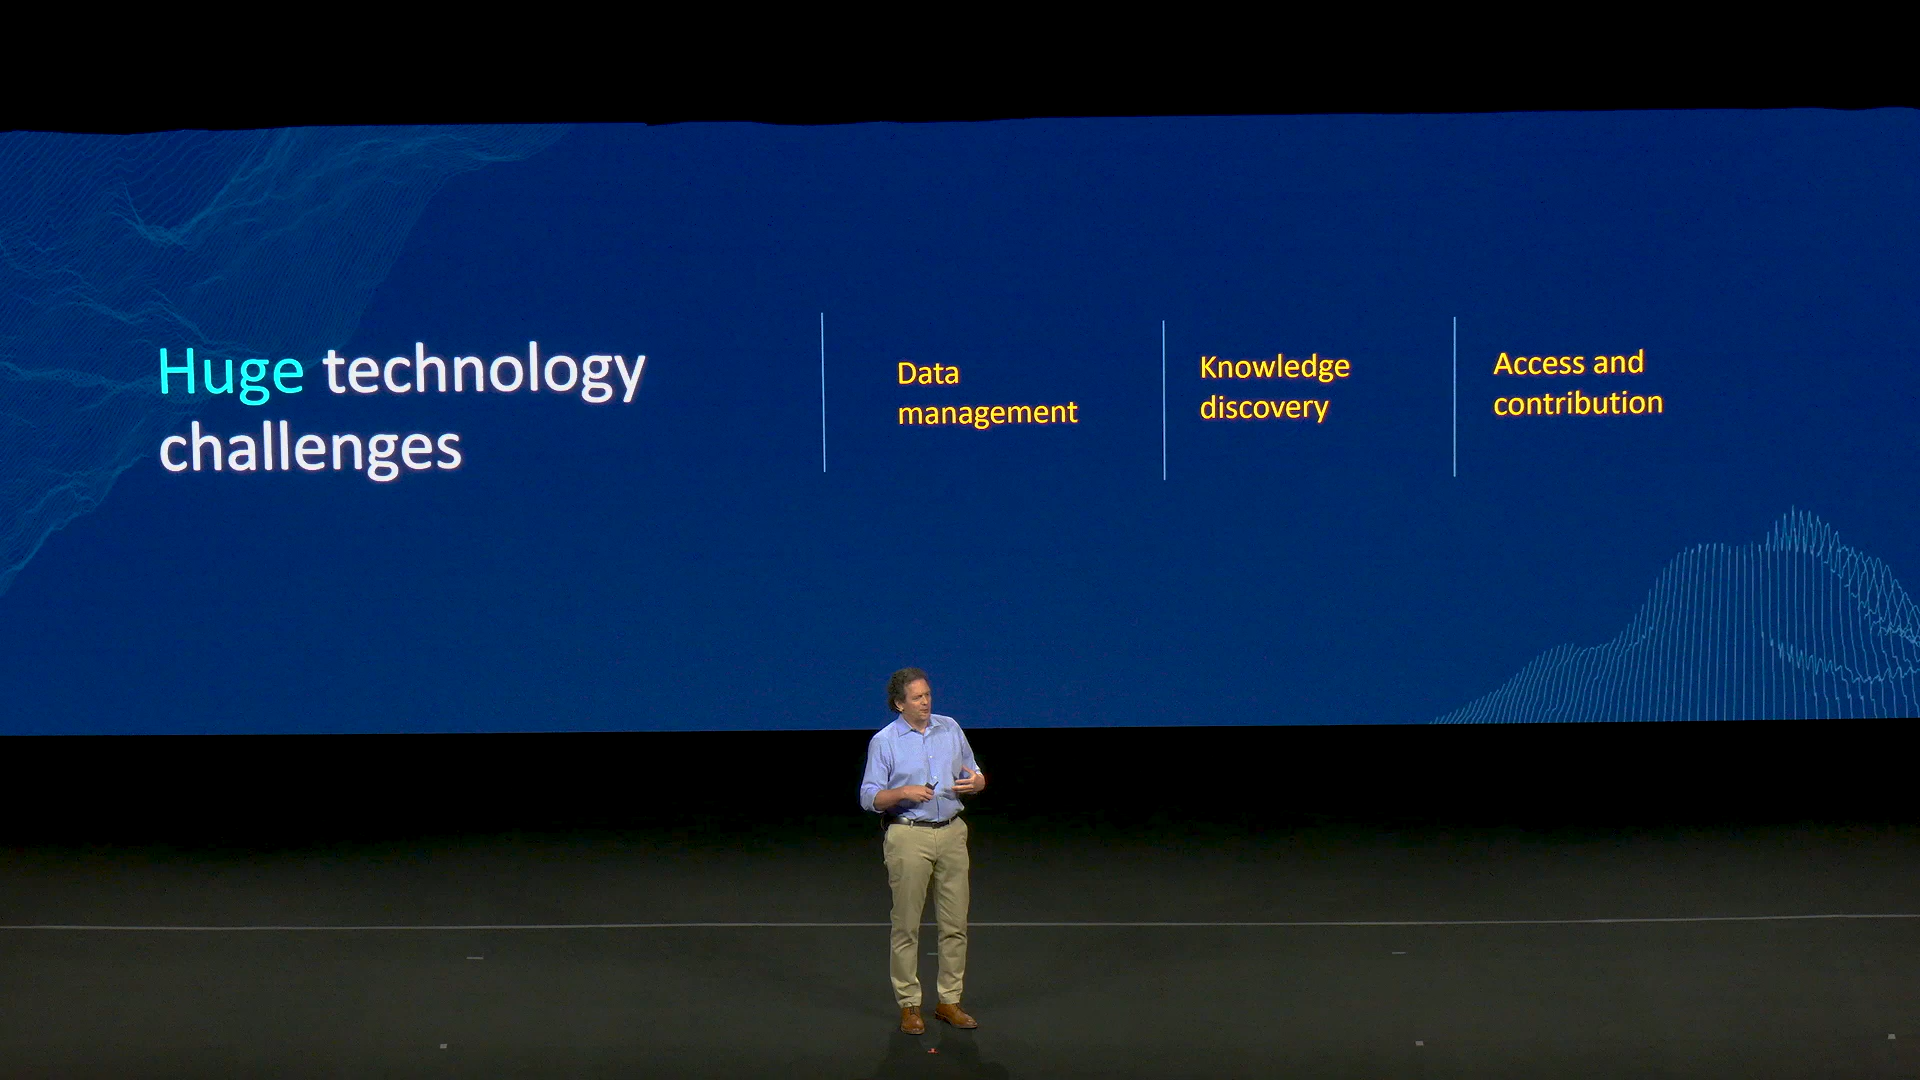 Huge technology
challenges
Data
management
Knowledge
discovery
Access and
contribution